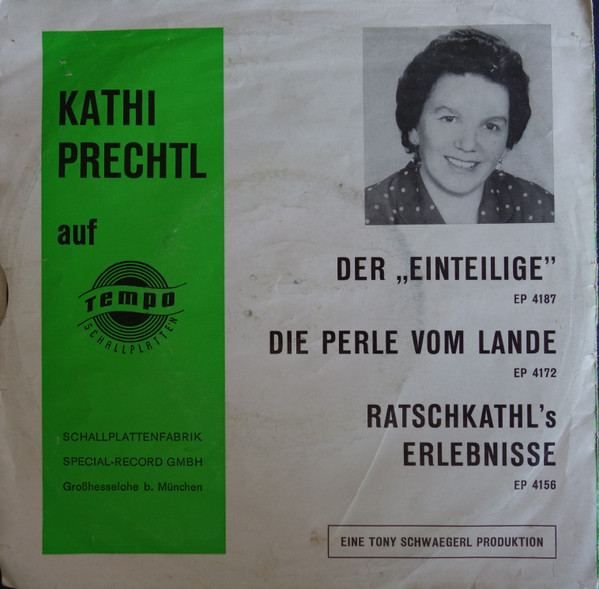 KATHI
PRECHTL
auf
Tempo
SCHALLPLATTEN
SCHALLPLATTENFABRIK
SPECIAL-RECORD GMBH
Großhesselohe b. München
DER „EINTEILIGE”
EP 4187
DIE PERLE VOM LANDE
EP 4172
RATSCHKATHL's
ERLEBNISSE
EP 4156
EINE TONY SCHWAEGERL PRODUKTION